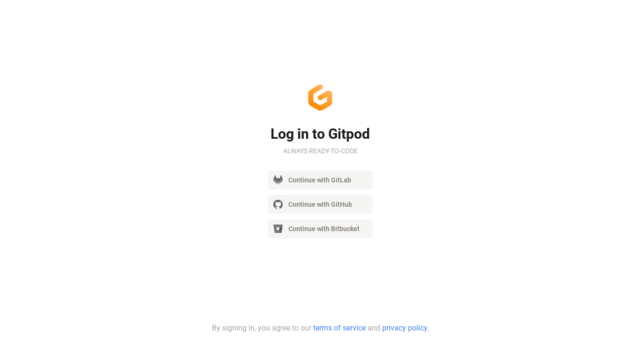 Log in to Gitpod
ALWAYS READY-TO-CODE
Continue with GitLab
Continue with GitHub
Continue with Bitbucket
By signing in, you agree to our terms of service and privacy policy.